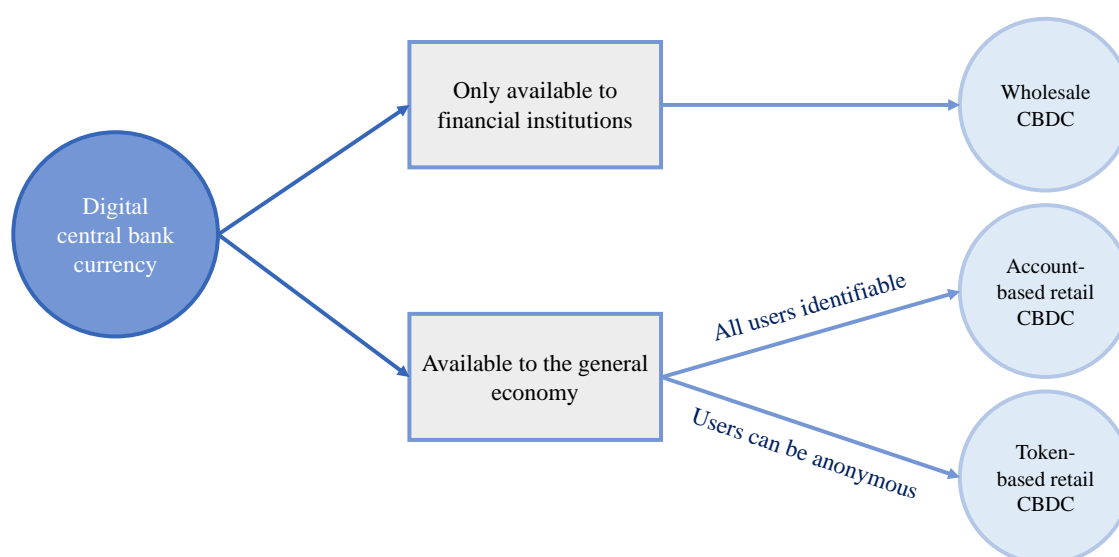 Digital
central bank
currency
Only available to
financial institutions
Wholesale
CBDC
Available to the general
economy
All users identifiable
Account-
based retail
CBDC
Users can be anonymous
Token-
based retail
CBDC